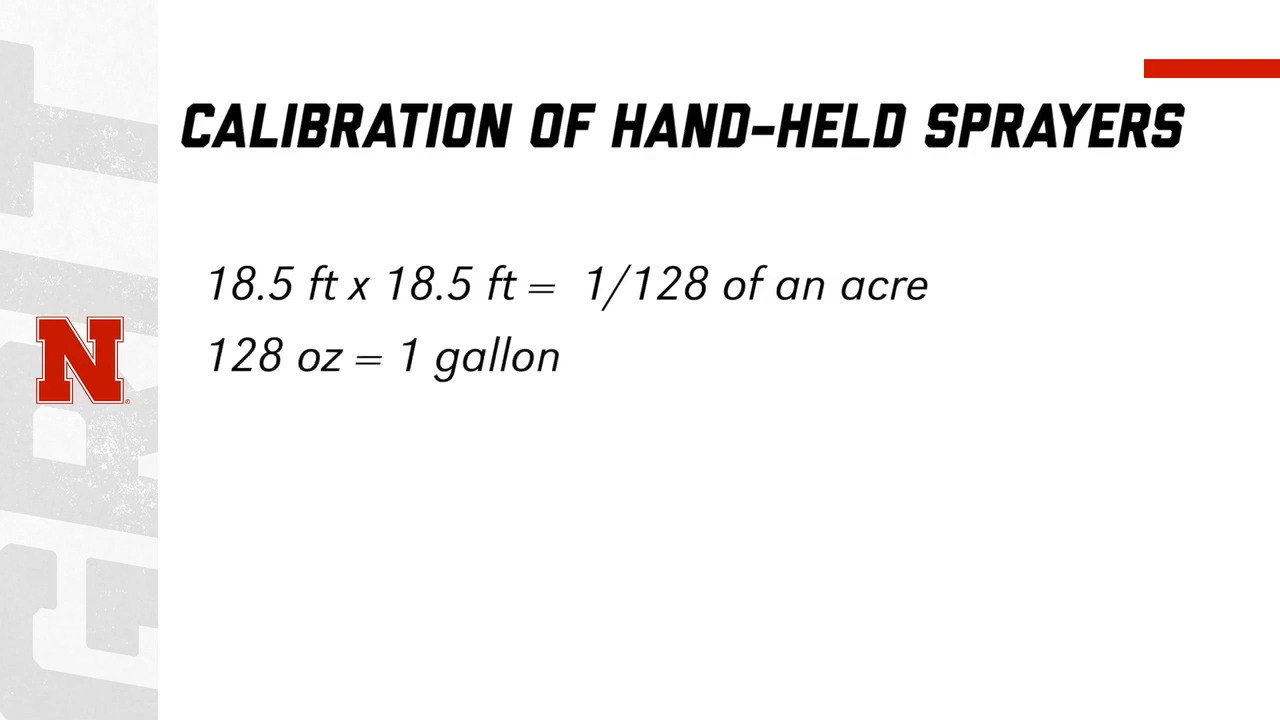 CALIBRATION OF HAND-HELD SPRAYERS
18.5 ft x 18.5 ft = 1/128 of an acre
128 oz = 1 gallon
N